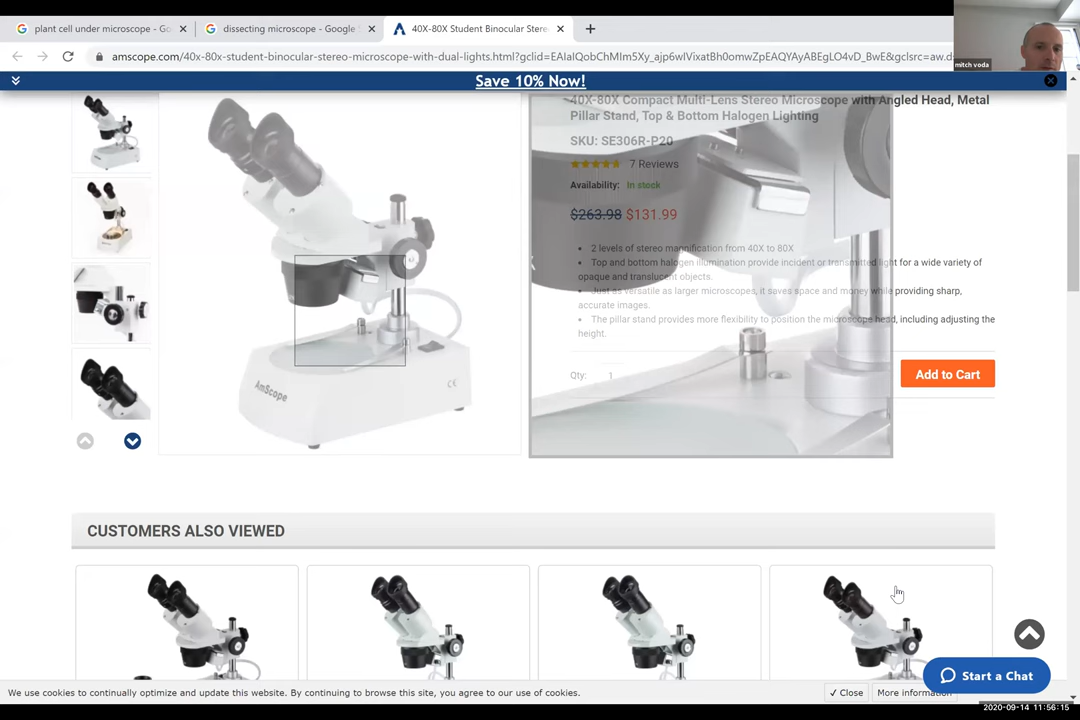 plant cell under microscope - Go
dissecting microscope - Google
40X-80X Student Binocular Stere
amscope.com/40x-80x-student-binocular-stereo-microscope-with-dual-lights.html?gclid=EAIaIQobChMIm5Xy_ajp6wIVixatBh0omwZpEAQYAyABEgLO4vD_BwE&gclsrc=aw.d
mitch voda
Save 10% Now!
40X-80X Compact Multi-Lens Stereo Microscope with Angled Head, Metal
Pillar Stand, Top & Bottom Halogen Lighting
SKU: SE306R-P20
7 Reviews
Availability: In stock
$263.98 $131.99
• 2 levels of stereo magnification from 40X to 80X
• Top and bottom halogen illumination provide incident or transmitted light for a wide variety of
opaque and translucent objects.
• Just as versatile as larger microscopes, it saves space and money while providing sharp,
accurate images.
• The pillar stand provides more flexibility to position the microscope head, including adjusting the
height.
Qty: 1
Add to Cart
AmScope
CE
CUSTOMERS ALSO VIEWED
Start a Chat
We use cookies to continually optimize and update this website. By continuing to browse this site, you agree to our use of cookies.
✓ Close
More information
2020-09-14 11:56:15